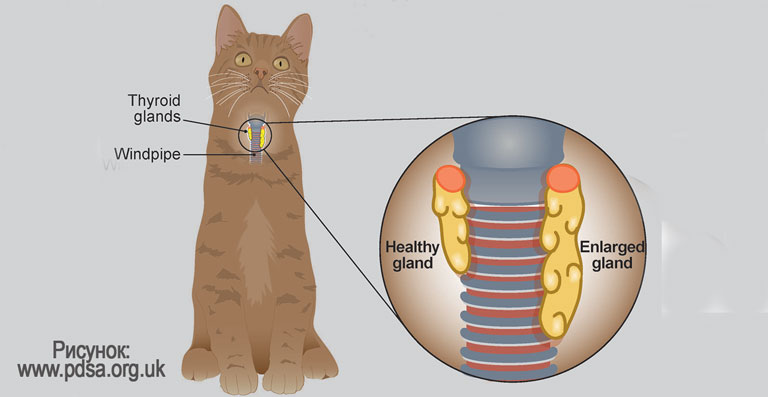 Thyroid
glands
Windpipe
Healthy
gland
Enlarged
gland
Рисунок:
www.pdsa.org.uk